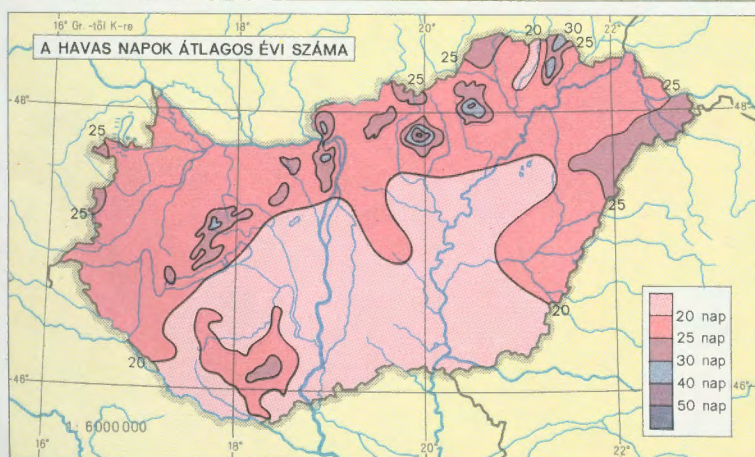 16° Gr. -től K-re 18° 20° 22°
A HAVAS NAPOK ÁTLAGOS ÉVI SZÁMA
20 30 25
25
25
25
48° 48°
25
25
25
20
20
46° 46°
20 nap
25 nap
30 nap
40 nap
50 nap
L: 6000000
16° 18° 20° 22°